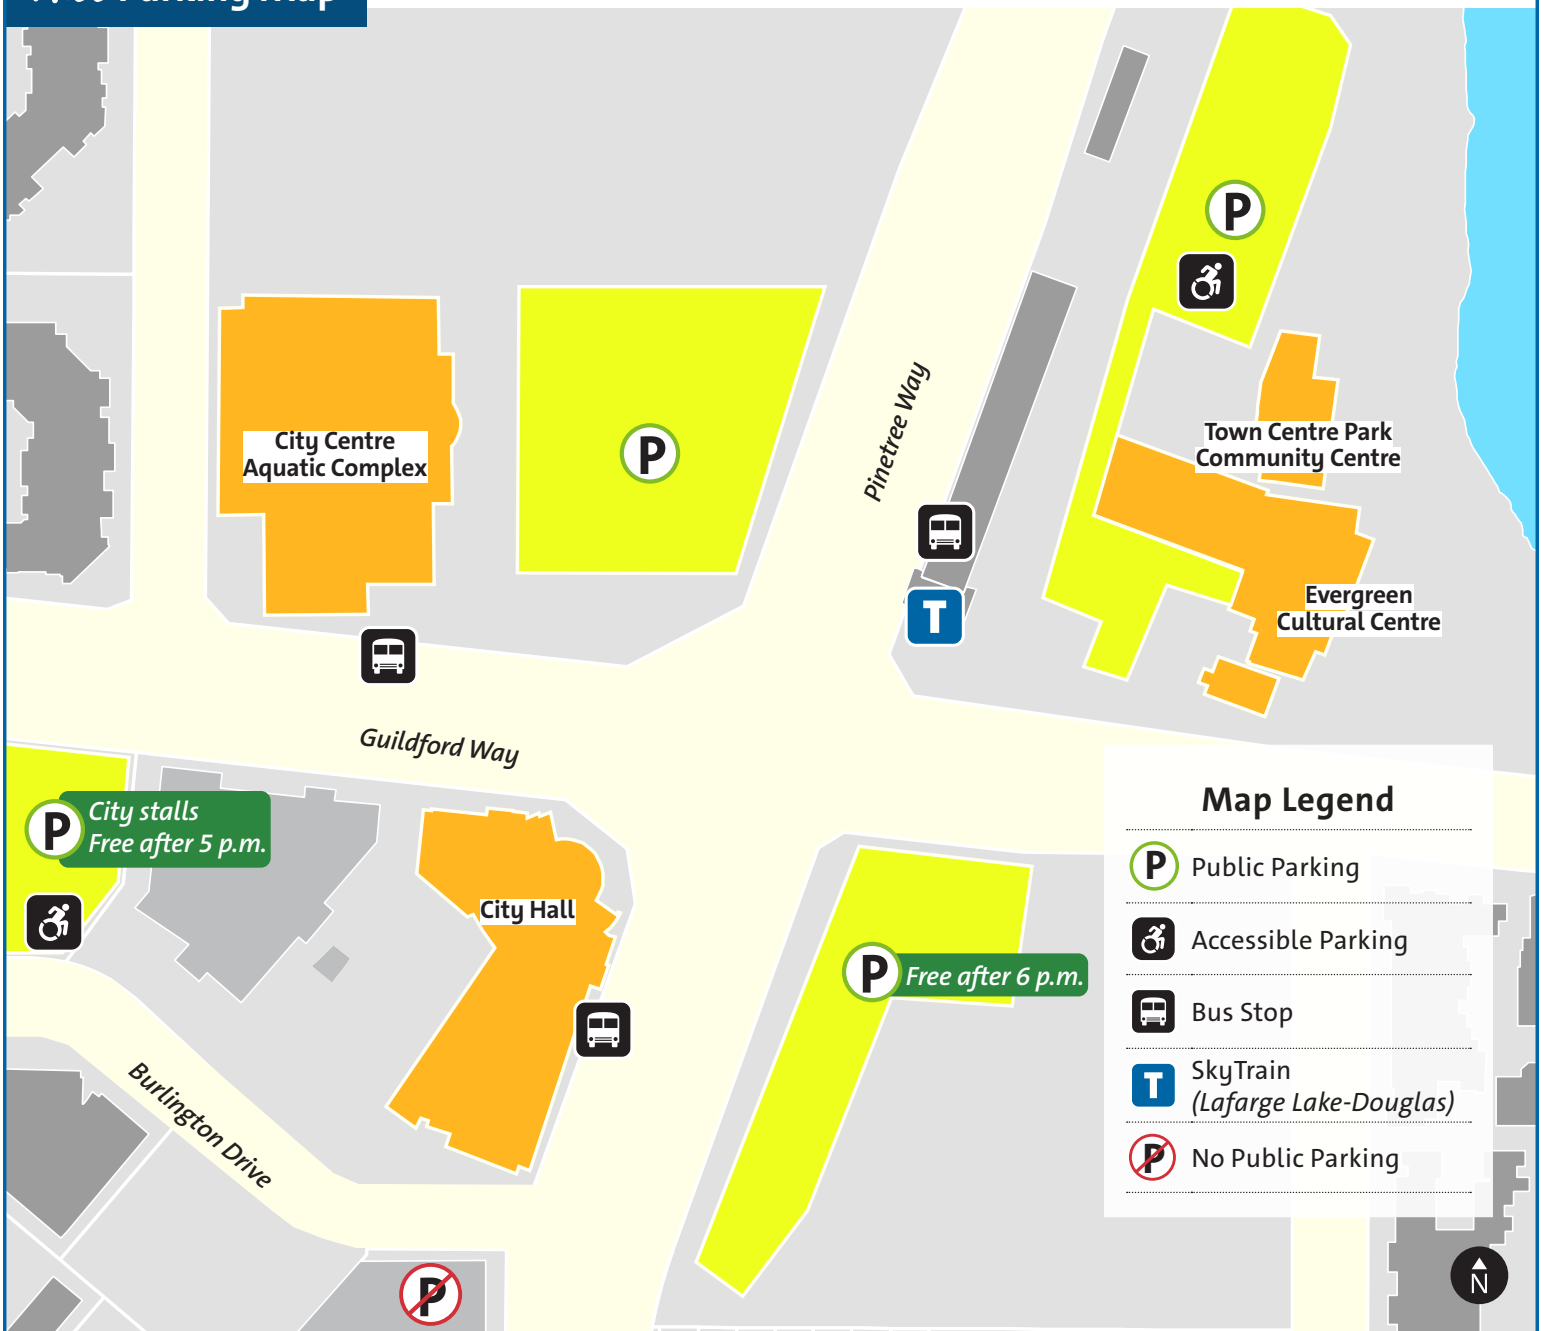 Parking Map
P
Pinetree Way
City Centre
Aquatic Complex
P
Town Centre Park
Community Centre
T
Evergreen
Cultural Centre
Guildford Way
P
City stalls
Free after 5 p.m.
City Hall
P
Free after 6 p.m.
Burlington Drive
P
Map Legend
P Public Parking
Accessible Parking
Bus Stop
T SkyTrain
(Lafarge Lake-Douglas)
P No Public Parking
N